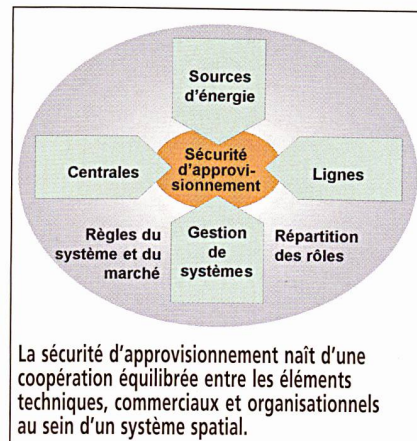 Sources
d'énergie
Centrales
Sécurité
d'approvi-
sionnement
Lignes
Règles du
système et du
marché
Gestion
de
systèmes
Répartition
des rôles
La sécurité d'approvisionnement naît d'une
coopération équilibrée entre les éléments
techniques, commerciaux et organisationnels
au sein d'un système spatial.